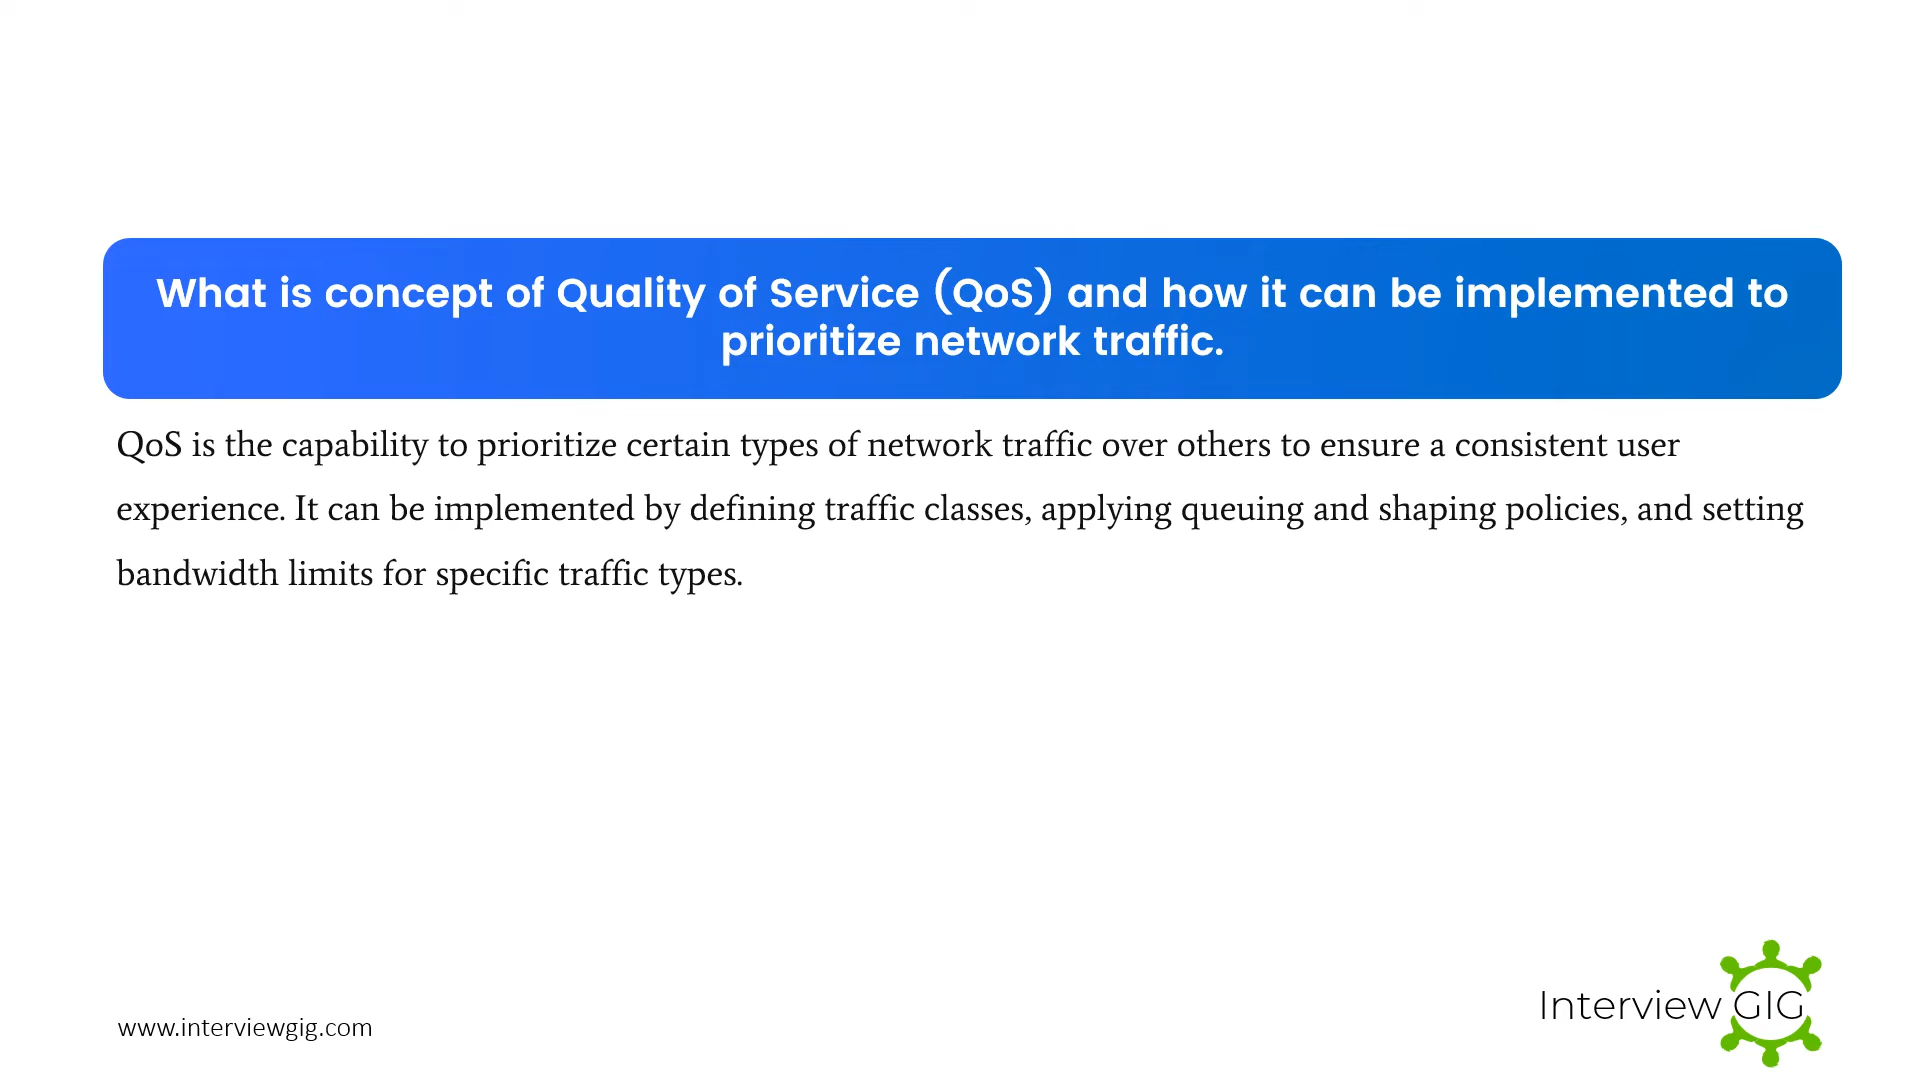 What is concept of Quality of Service (QoS) and how it can be implemented to
prioritize network traffic.
QoS is the capability to prioritize certain types of network traffic over others to ensure a consistent user
experience. It can be implemented by defining traffic classes, applying queuing and shaping policies, and setting
bandwidth limits for specific traffic types.
Interview GIG
www.interviewgig.com